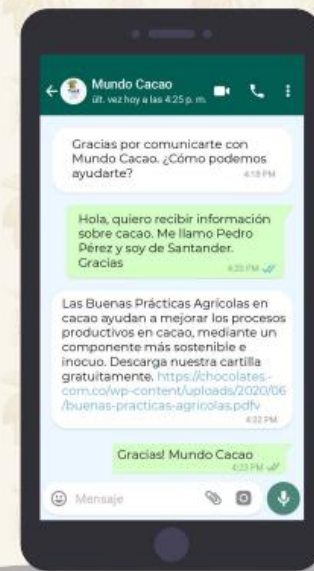 Mundo Cacao
últ. vez hoy a las 4:25 p. m.
Gracias por comunicarte con
Mundo Cacao. ¿Cómo podemos
ayudarte?
4:18 PM
Hola, quiero recibir información
sobre cacao. Me llamo Pedro
Pérez y soy de Santander.
Gracias
4:20 PM
Las Buenas Prácticas Agrícolas en
cacao ayudan a mejorar los procesos
productivos en cacao, mediante un
componente más sostenible e
inocuo. Descarga nuestra cartilla
gratuitamente. https://chocolates.-
com.co/wp-content/uploads/2020/06
/buenas-practicas-agricolas.pdfv
4:22 PM
Gracias! Mundo Cacao
4:23 PM
Mensaje